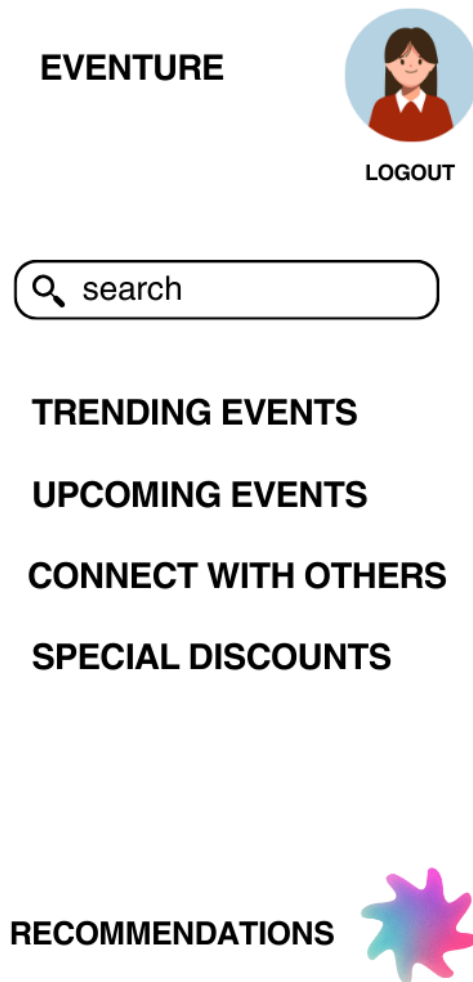 EVENTURE
LOGOUT
search
TRENDING EVENTS
UPCOMING EVENTS
CONNECT WITH OTHERS
SPECIAL DISCOUNTS
RECOMMENDATIONS